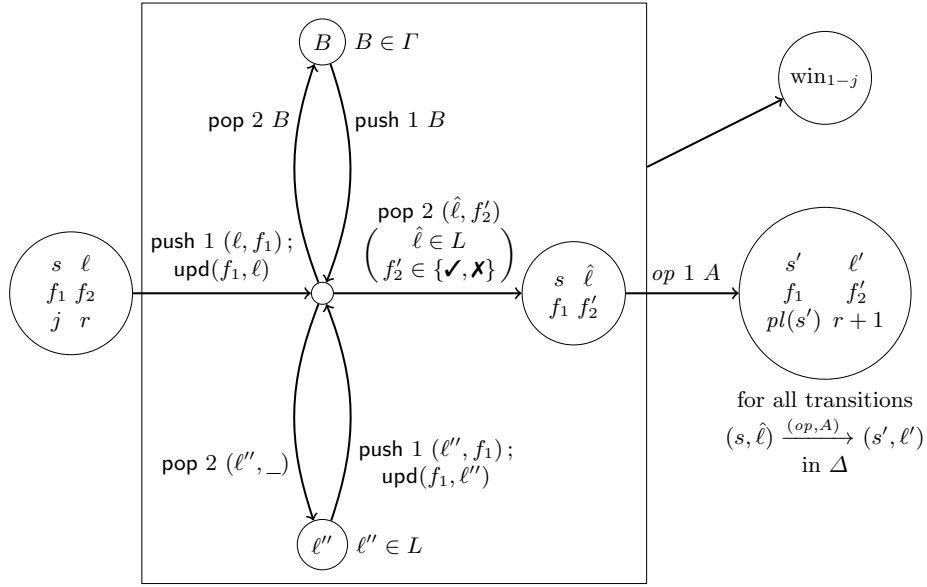 B B ∈ Γ
win₁₋ⱼ
pop 2 B
push 1 B
pop 2 (ℓ̂, f₂′)
( ℓ̂ ∈ L
f₂′ ∈ {✓, ✗} )
push 1 (ℓ, f₁) ;
upd(f₁, ℓ)
s ℓ
f₁ f₂
j r
s ℓ̂
f₁ f₂′
op 1 A
s′ ℓ′
f₁ f₂′
pl(s′) r + 1
for all transitions
(s, ℓ̂) —(op,A)→ (s′, ℓ′)
in Δ
pop 2 (ℓ″, _)
push 1 (ℓ″, f₁) ;
upd(f₁, ℓ″)
ℓ″ ℓ″ ∈ L